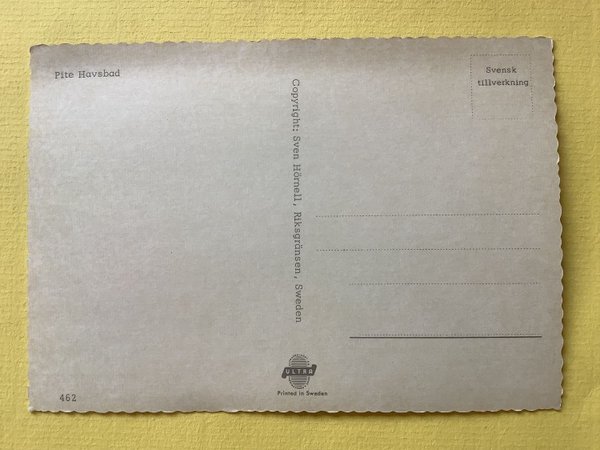 Pite Havsbad
Svensk
tillverkning
Copyright: Sven Hörnell, Riksgränsen, Sweden
ULTRA
Printed in Sweden
462